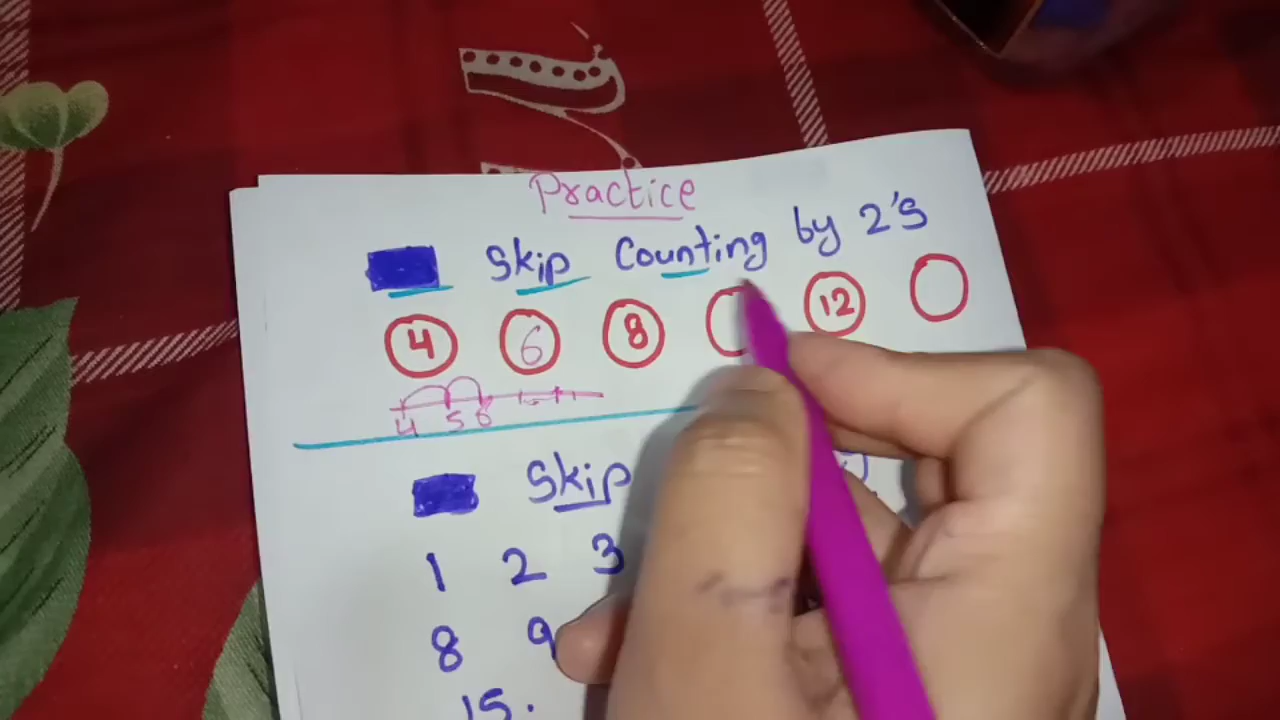 Practice
Skip Counting by 2's
4 6 8 12
4 5 6
Skip
1 2 3
8 9
15.